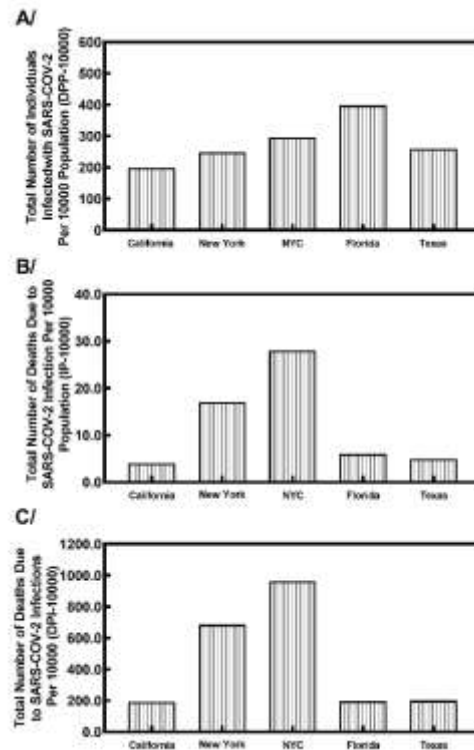 A/
Total Number of Individuals
Infectedwith SARS-COV-2
Per 10000 Population (DPP-10000)
600
500
400
300
200
100
0
California New York NYC Florida Texas
B/
Total Number of Deaths Due to
SARS-COV-2 Infection Per 10000
Population (IP-10000)
40.0
30.0
20.0
10.0
0.0
California New York NYC Florida Texas
C/
Total Number of Deaths Due
to SARS-COV-2 Infections
Per 10000 (DPI-10000)
1200.0
1000.0
800.0
600.0
400.0
200.0
0.0
California New York NYC Florida Texas